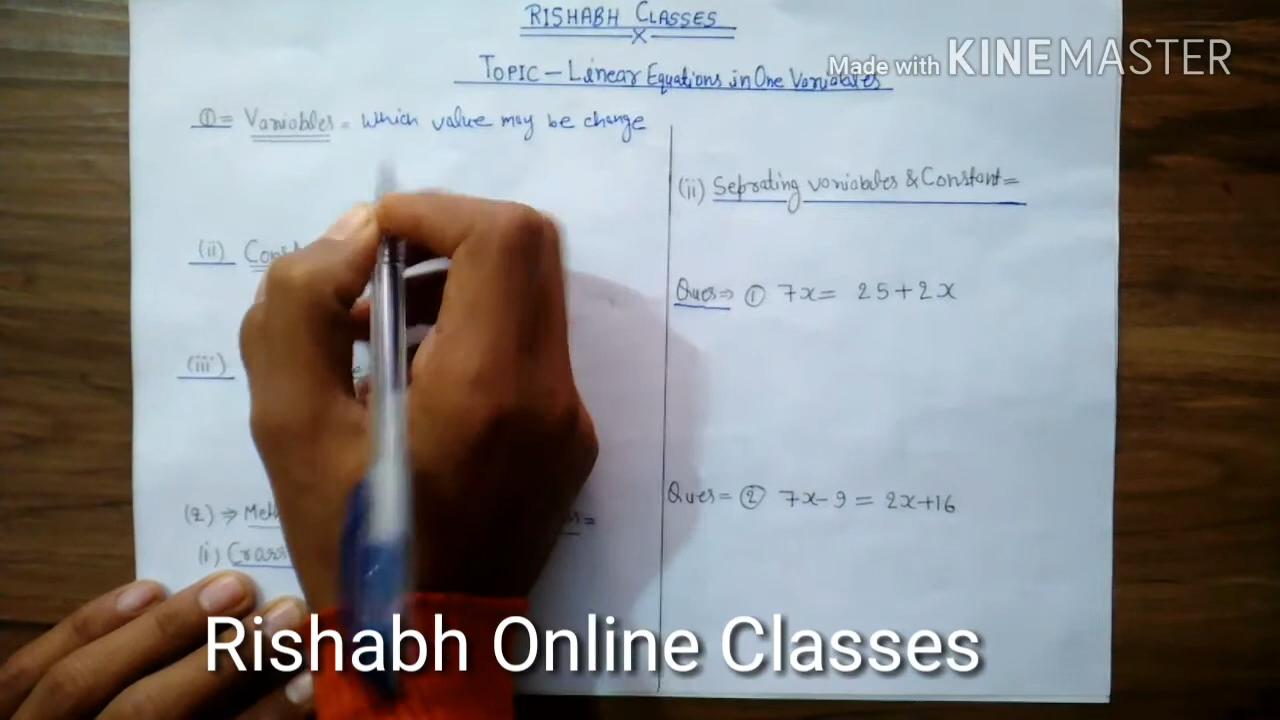 RISHABH CLASSES
Made with KINEMASTER
TOPIC - Linear Equations in One Variables
① = Variables = which value may be change
(ii)
(iii)
(2) ⇒
(i)
(ii) Seprating variables & Constant =
Ques ⇒ ① 7x = 25 + 2x
Ques = ② 7x - 9 = 2x + 16
Rishabh Online Classes